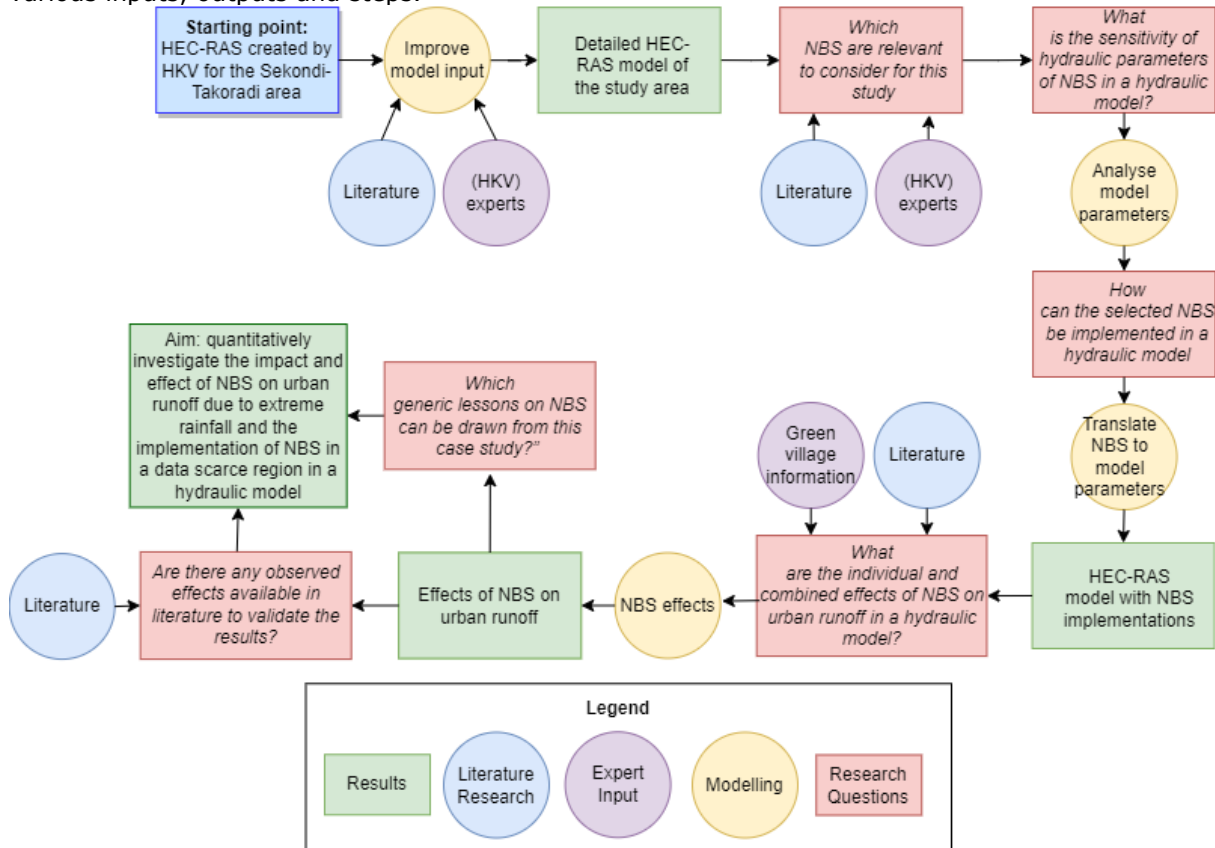 various inputs, outputs and steps.
Starting point:
HEC-RAS created by
HKV for the Sekondi-
Takoradi area
Improve
model input
Detailed HEC-
RAS model of
the study area
Which
NBS are relevant
to consider for this
study
What
is the sensitivity of
hydraulic parameters
of NBS in a hydraulic
model?
Literature
(HKV)
experts
Literature
(HKV)
experts
Analyse
model
parameters
How
can the selected NBS
be implemented in a
hydraulic model
Aim: quantitatively
investigate the impact and
effect of NBS on urban
runoff due to extreme
rainfall and the
implementation of NBS in
a data scarce region in a
hydraulic model
Which
generic lessons on NBS
can be drawn from this
case study?”
Green
village
information
Literature
Translate
NBS to
model
parameters
Literature
Are there any observed
effects available in
literature to validate the
results?
Effects of NBS on
urban runoff
NBS effects
What
are the individual and
combined effects of NBS on
urban runoff in a hydraulic
model?
HEC-RAS
model with NBS
implementations
Legend
Results
Literature
Research
Expert
Input
Modelling
Research
Questions